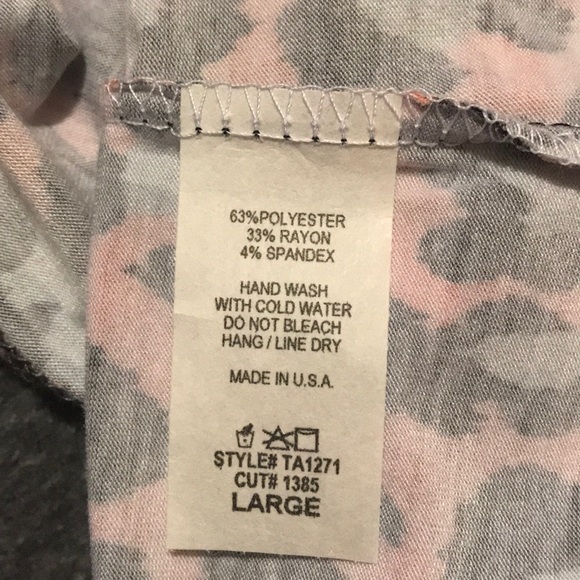 63%POLYESTER
33% RAYON
4% SPANDEX
HAND WASH
WITH COLD WATER
DO NOT BLEACH
HANG / LINE DRY
MADE IN U.S.A.
STYLE# TA1271
CUT# 1385
LARGE